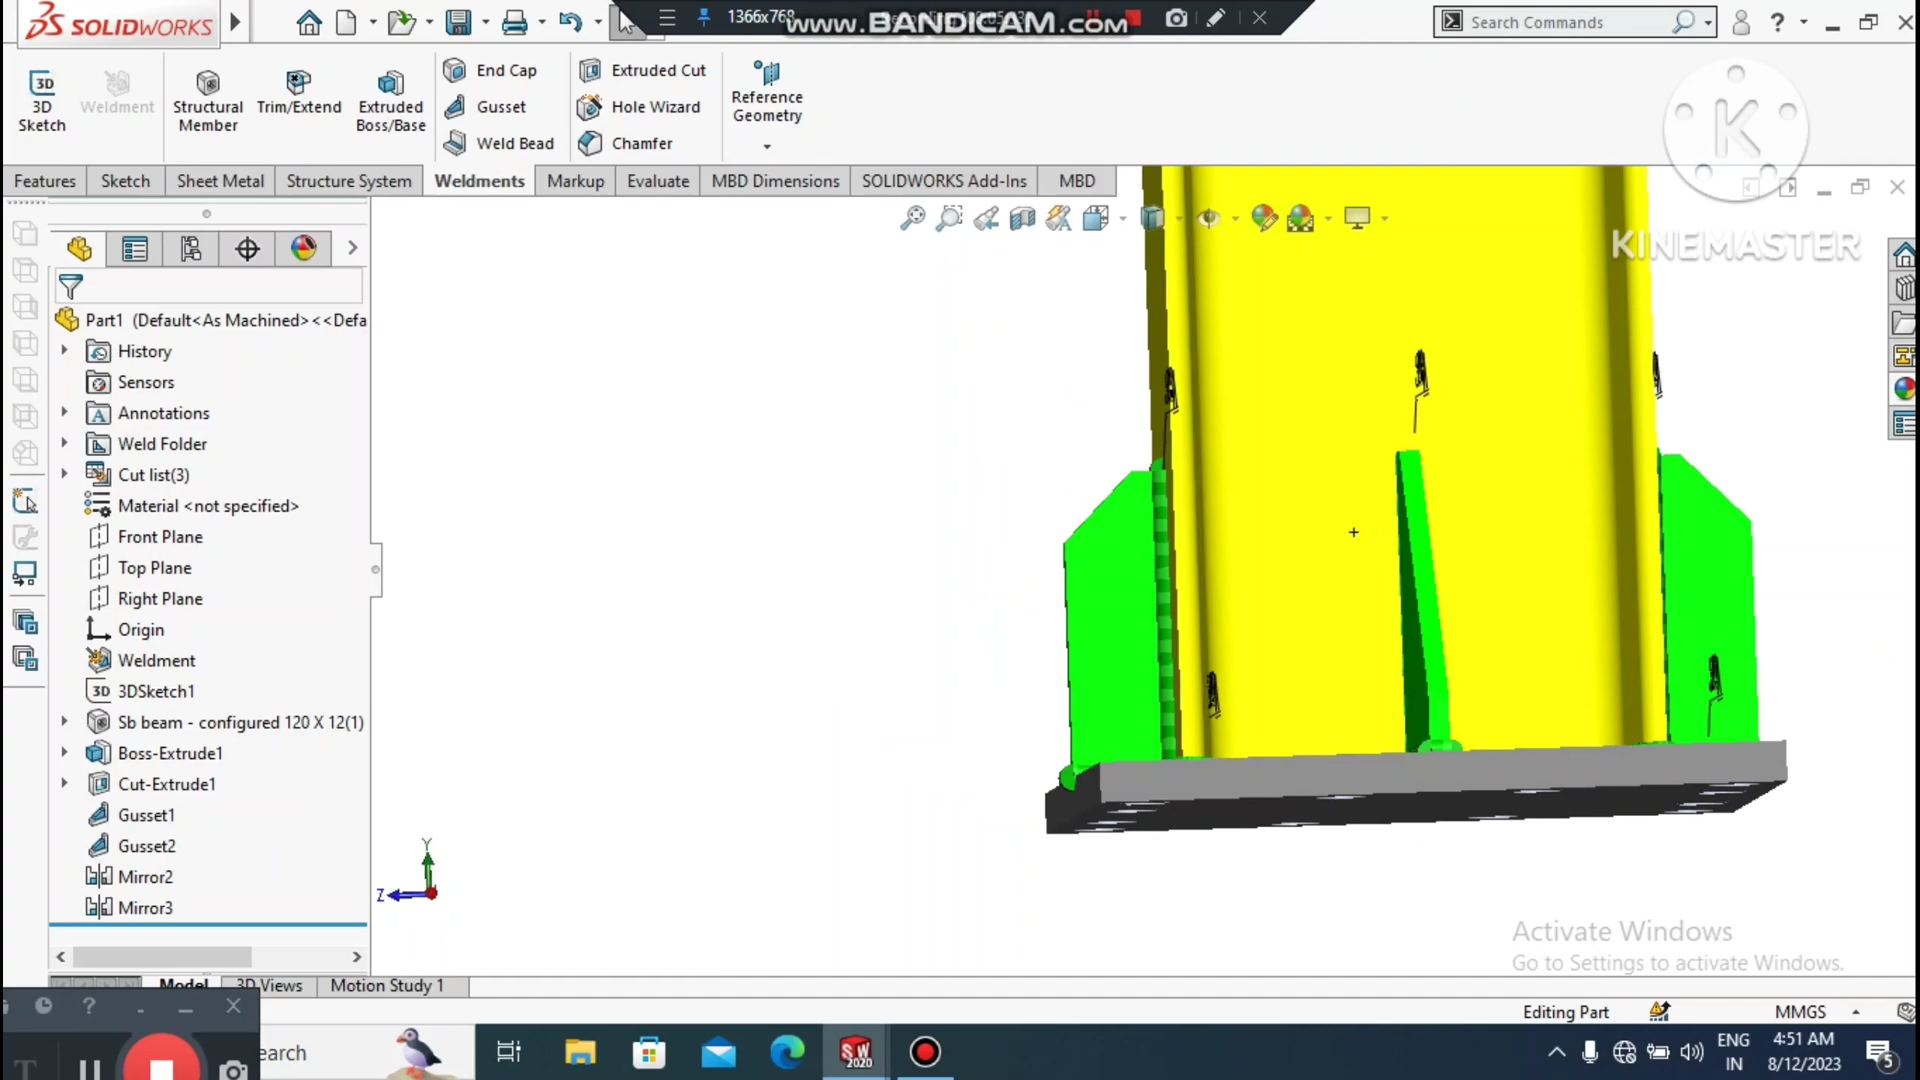 SOLIDWORKS
1366x768
www.BANDICAM.com
Search Commands
3D Sketch
Weldment
Structural Member
Trim/Extend
Extruded Boss/Base
End Cap
Gusset
Weld Bead
Extruded Cut
Hole Wizard
Chamfer
Reference Geometry
K
KINEMASTER
Features
Sketch
Sheet Metal
Structure System
Weldments
Markup
Evaluate
MBD Dimensions
SOLIDWORKS Add-Ins
MBD
Part1 (Default<As Machined><<Defa
History
Sensors
Annotations
Weld Folder
Cut list(3)
Material <not specified>
Front Plane
Top Plane
Right Plane
Origin
Weldment
3DSketch1
Sb beam - configured 120 X 12(1)
Boss-Extrude1
Cut-Extrude1
Gusset1
Gusset2
Mirror2
Mirror3
Y
Z
Activate Windows
Go to Settings to activate Windows.
Model
3D Views
Motion Study 1
Editing Part
MMGS
earch
SW 2020
ENG
IN
4:51 AM
8/12/2023
5